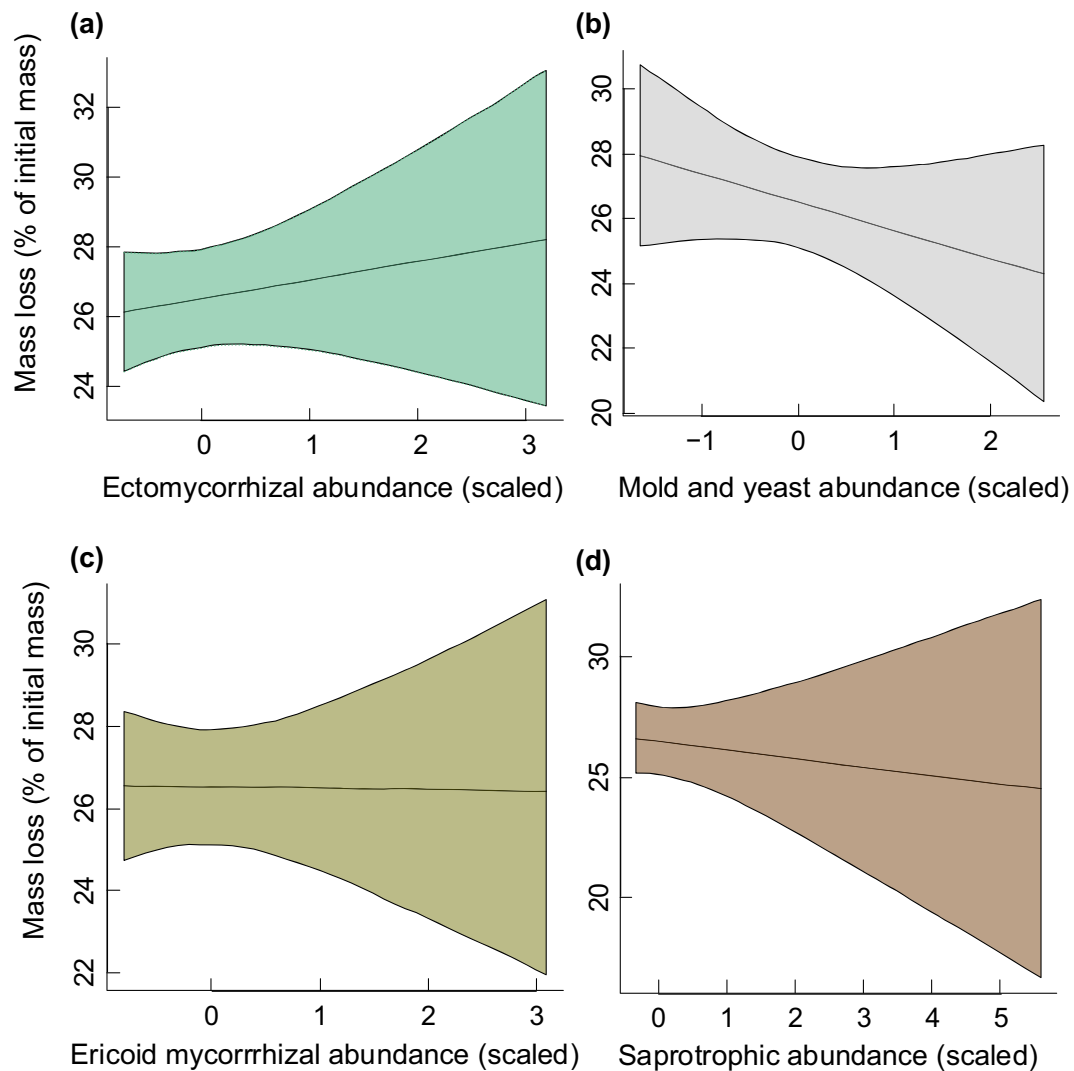 (a)
Mass loss (% of initial mass)
32
30
28
26
24
0 1 2 3
Ectomycorrhizal abundance (scaled)
(b)
30
28
26
24
22
20
−1 0 1 2
Mold and yeast abundance (scaled)
(c)
Mass loss (% of initial mass)
30
28
26
24
22
0 1 2 3
Ericoid mycorrrhizal abundance (scaled)
(d)
30
25
20
0 1 2 3 4 5
Saprotrophic abundance (scaled)